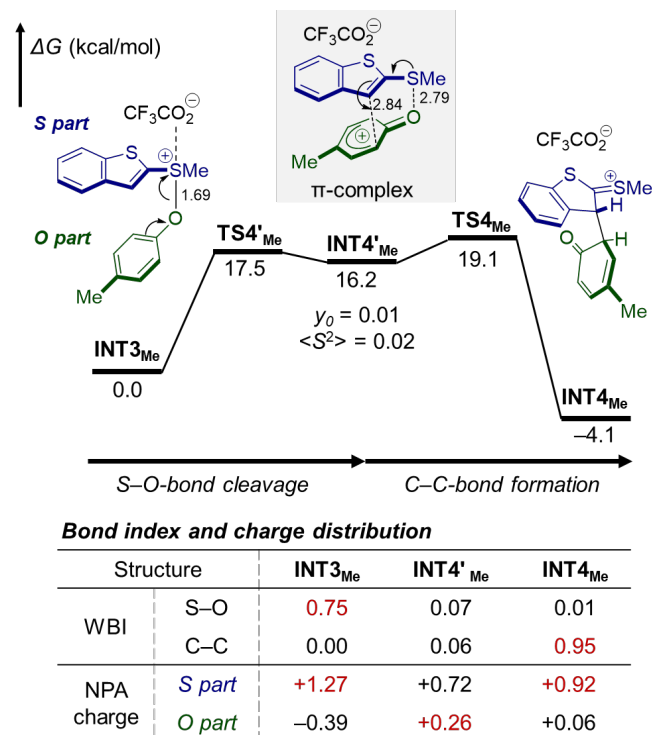 ΔG (kcal/mol)
CF₃CO₂⊖
S part
S
⊕
SMe
1.69
O
O part
Me
CF₃CO₂⊖
S
SMe
2.84
2.79
O
⊕
Me
π-complex
CF₃CO₂⊖
S
⊕
SMe
H
O
H
Me
TS4'Me
17.5
INT4'Me
16.2
TS4Me
19.1
y₀ = 0.01
<S²> = 0.02
INT3Me
0.0
INT4Me
–4.1
S–O-bond cleavage
C–C-bond formation
Bond index and charge distribution
Structure INT3Me INT4'Me INT4Me
WBI S–O 0.75 0.07 0.01
C–C 0.00 0.06 0.95
NPA charge S part +1.27 +0.72 +0.92
O part –0.39 +0.26 +0.06